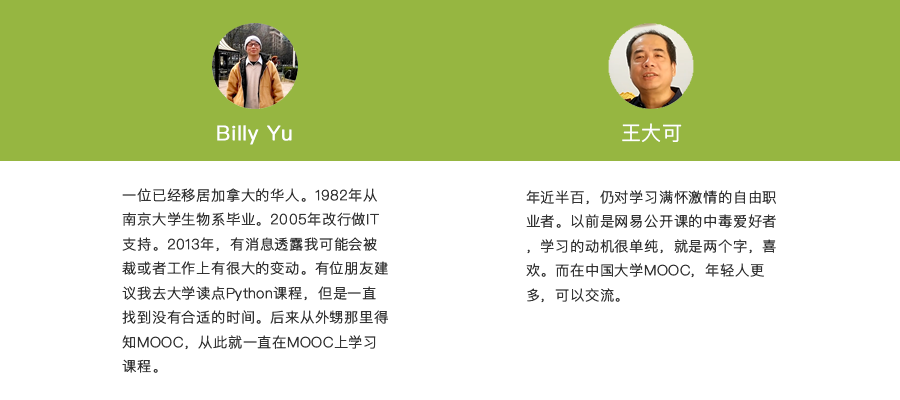 Billy Yu
一位已经移居加拿大的华人。1982年从
南京大学生物系毕业。2005年改行做IT
支持。2013年，有消息透露我可能会被
裁或者工作上有很大的变动。有位朋友建
议我去大学读点Python课程，但是一直
找到没有合适的时间。后来从外甥那里得
知MOOC，从此就一直在MOOC上学习
课程。
王大可
年近半百，仍对学习满怀激情的自由职
业者。以前是网易公开课的中毒爱好者
，学习的动机很单纯，就是两个字，喜
欢。而在中国大学MOOC，年轻人更
多，可以交流。